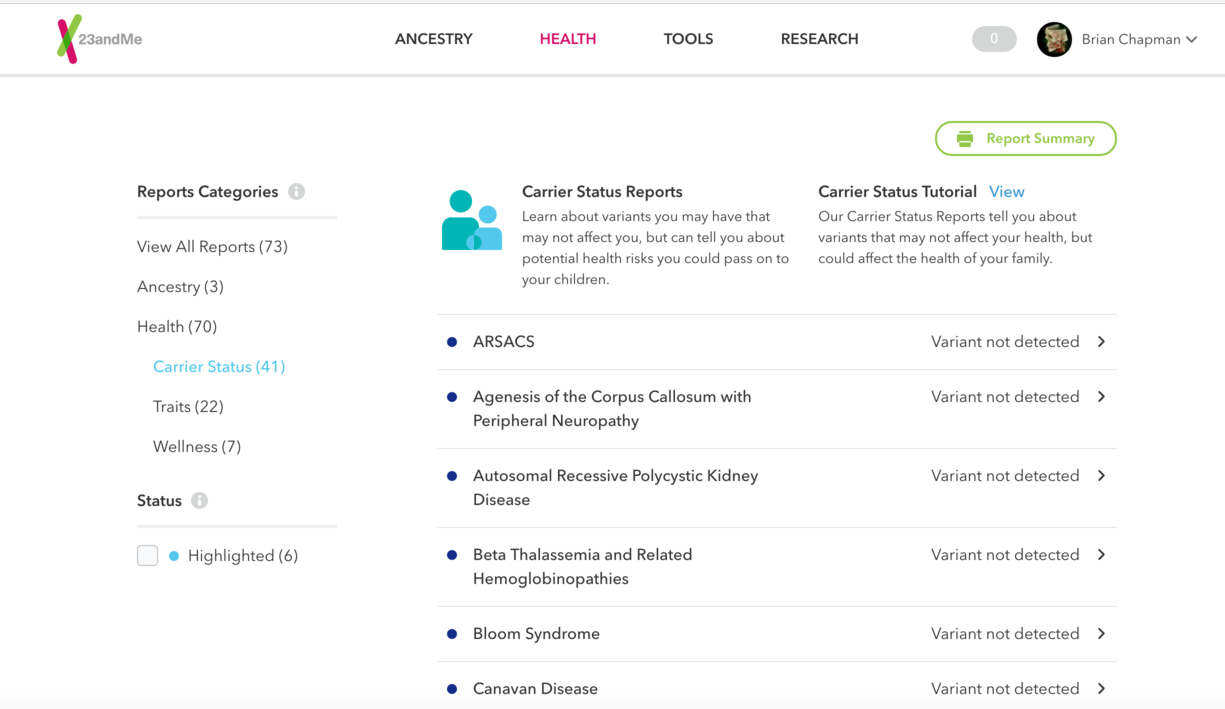 23andMe
ANCESTRY HEALTH TOOLS RESEARCH
0
Brian Chapman
Report Summary
Reports Categories
View All Reports (73)
Ancestry (3)
Health (70)
Carrier Status (41)
Traits (22)
Wellness (7)
Status
Highlighted (6)
Carrier Status Reports
Learn about variants you may have that
may not affect you, but can tell you about
potential health risks you could pass on to
your children.
Carrier Status Tutorial View
Our Carrier Status Reports tell you about
variants that may not affect your health, but
could affect the health of your family.
ARSACS Variant not detected
Agenesis of the Corpus Callosum with Variant not detected
Peripheral Neuropathy
Autosomal Recessive Polycystic Kidney Variant not detected
Disease
Beta Thalassemia and Related Variant not detected
Hemoglobinopathies
Bloom Syndrome Variant not detected
Canavan Disease Variant not detected